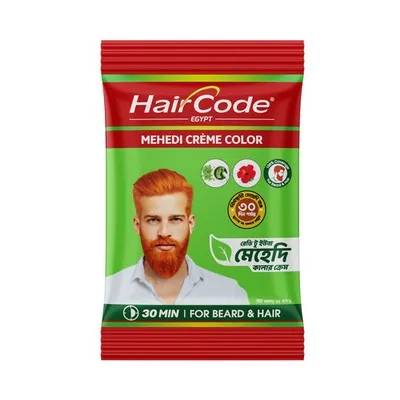 HairCode®
EGYPT
MEHEDI CRÈME COLOR
৩০
রেডি টু ইউজ
মেহেদি
কালার ক্রেম
30 MIN | FOR BEARD & HAIR